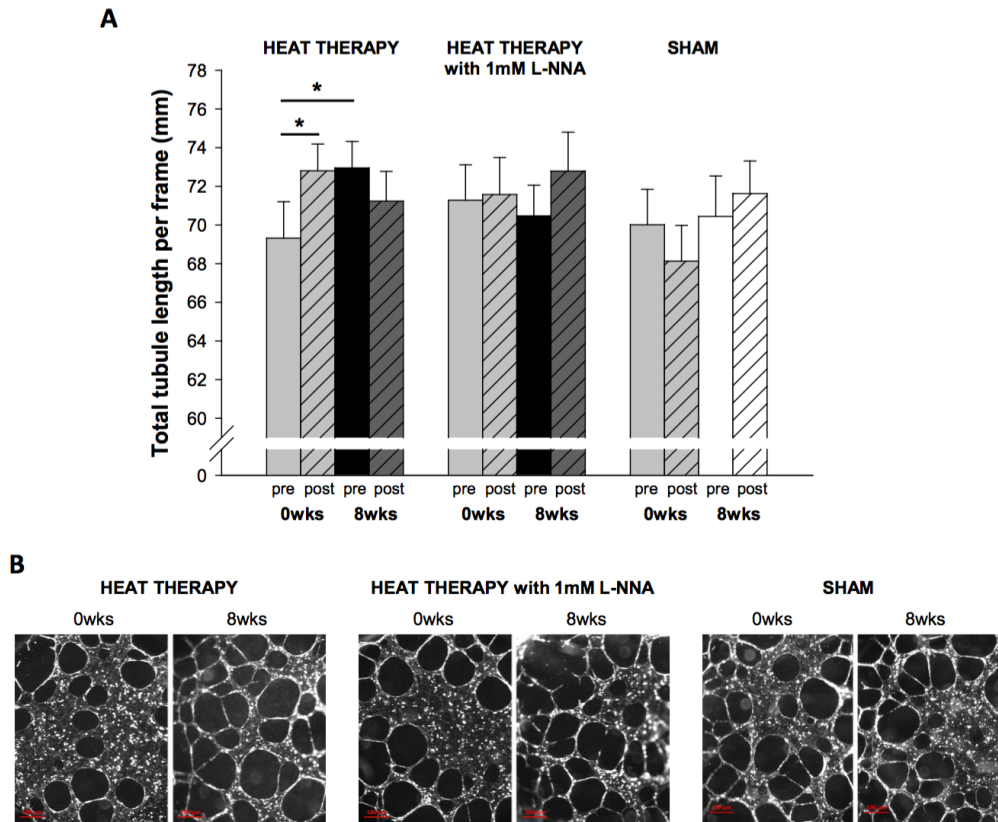 A
HEAT THERAPY
HEAT THERAPY
with 1mM L-NNA
SHAM
Total tubule length per frame (mm)
78
76
74
72
70
68
66
64
62
60
0
*
*
pre post pre post
0wks 8wks
pre post pre post
0wks 8wks
pre post pre post
0wks 8wks
B
HEAT THERAPY
0wks 8wks
HEAT THERAPY with 1mM L-NNA
0wks 8wks
SHAM
0wks 8wks